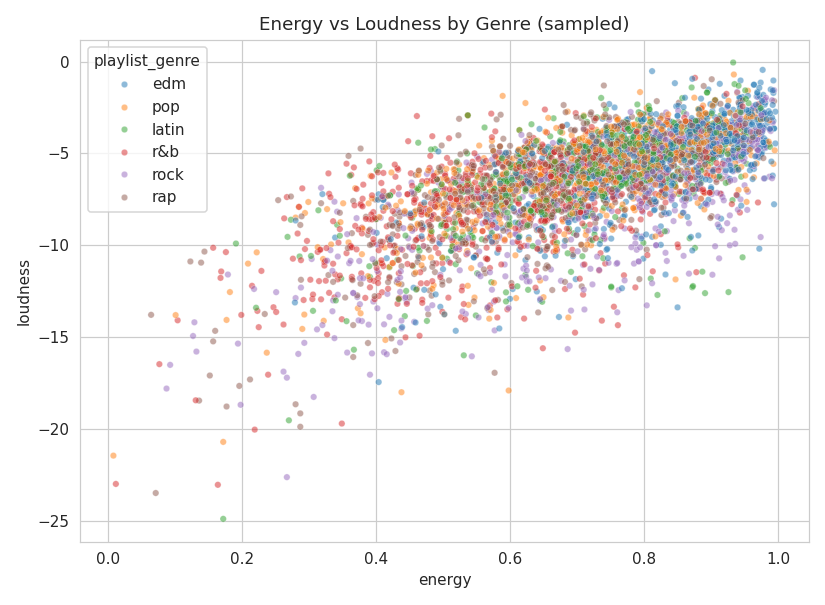 Energy vs Loudness by Genre (sampled)
playlist_genre
edm
pop
latin
r&b
rock
rap
0
−5
−10
−15
−20
−25
loudness
0.0 0.2 0.4 0.6 0.8 1.0
energy